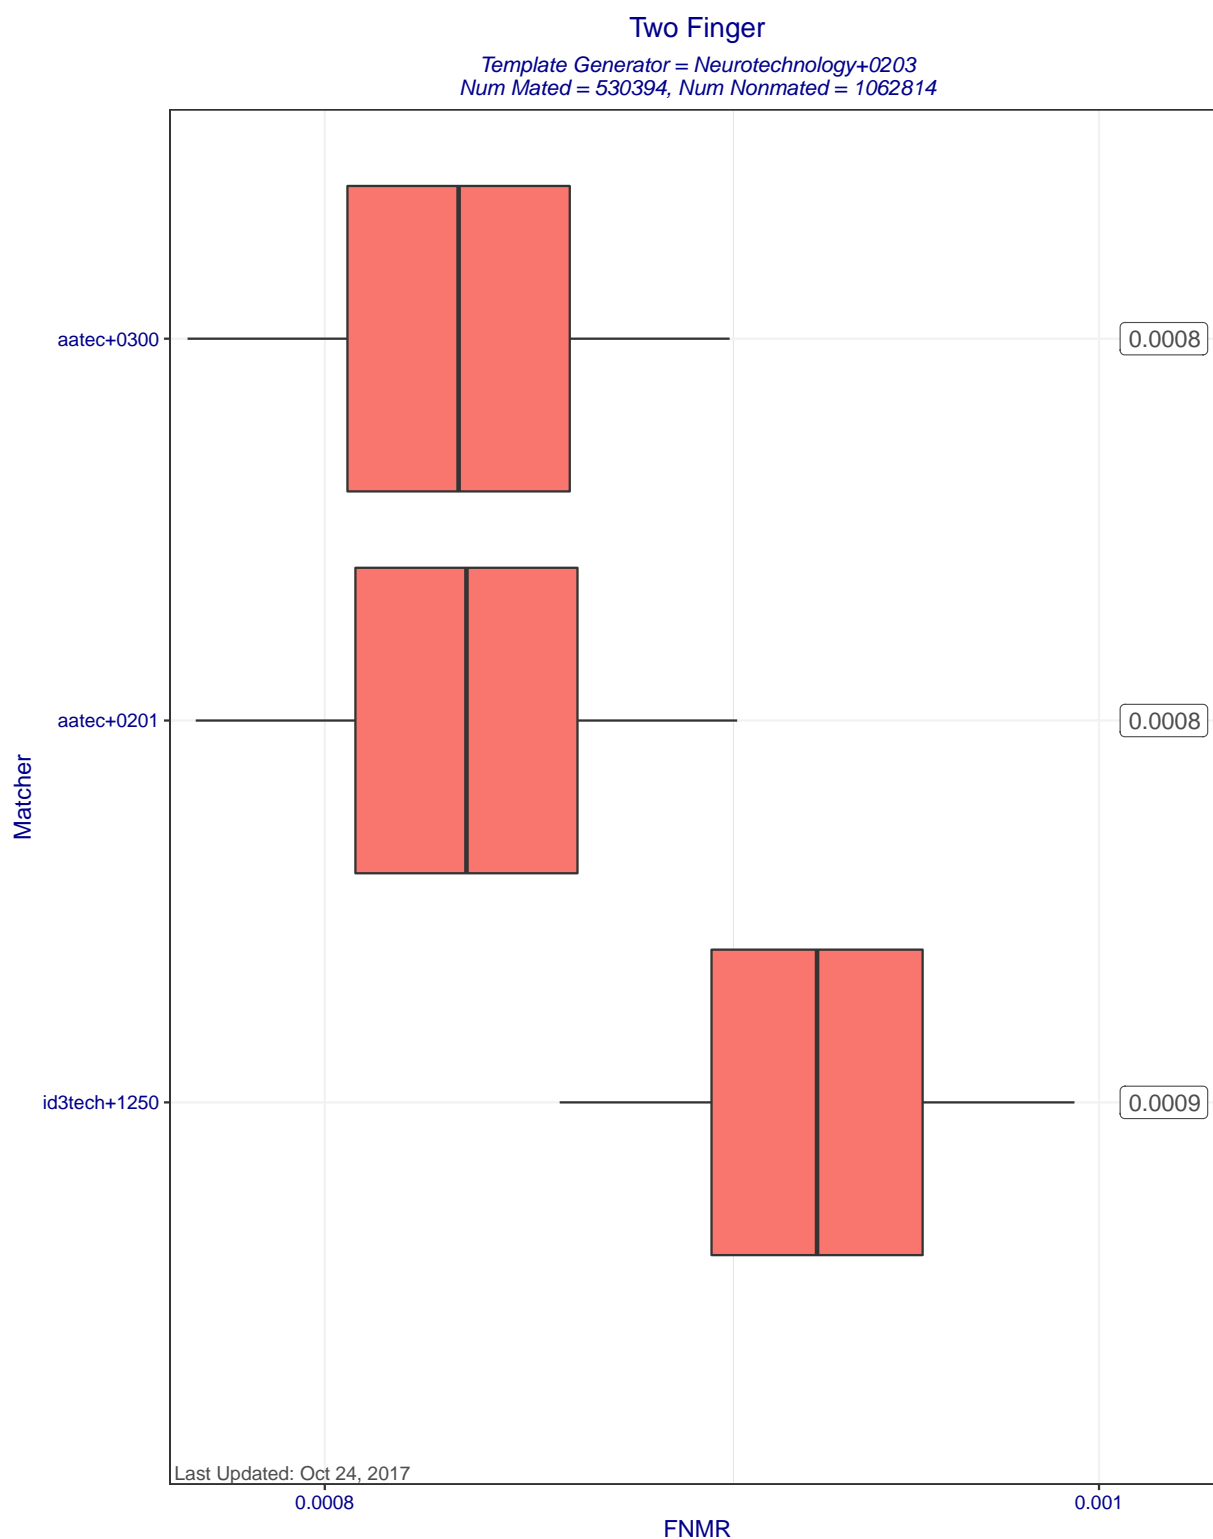 Two Finger
Template Generator = Neurotechnology+0203
Num Mated = 530394, Num Nonmated = 1062814
aatec+0300
0.0008
aatec+0201
0.0008
Matcher
id3tech+1250
0.0009
Last Updated: Oct 24, 2017
0.0008
0.001
FNMR